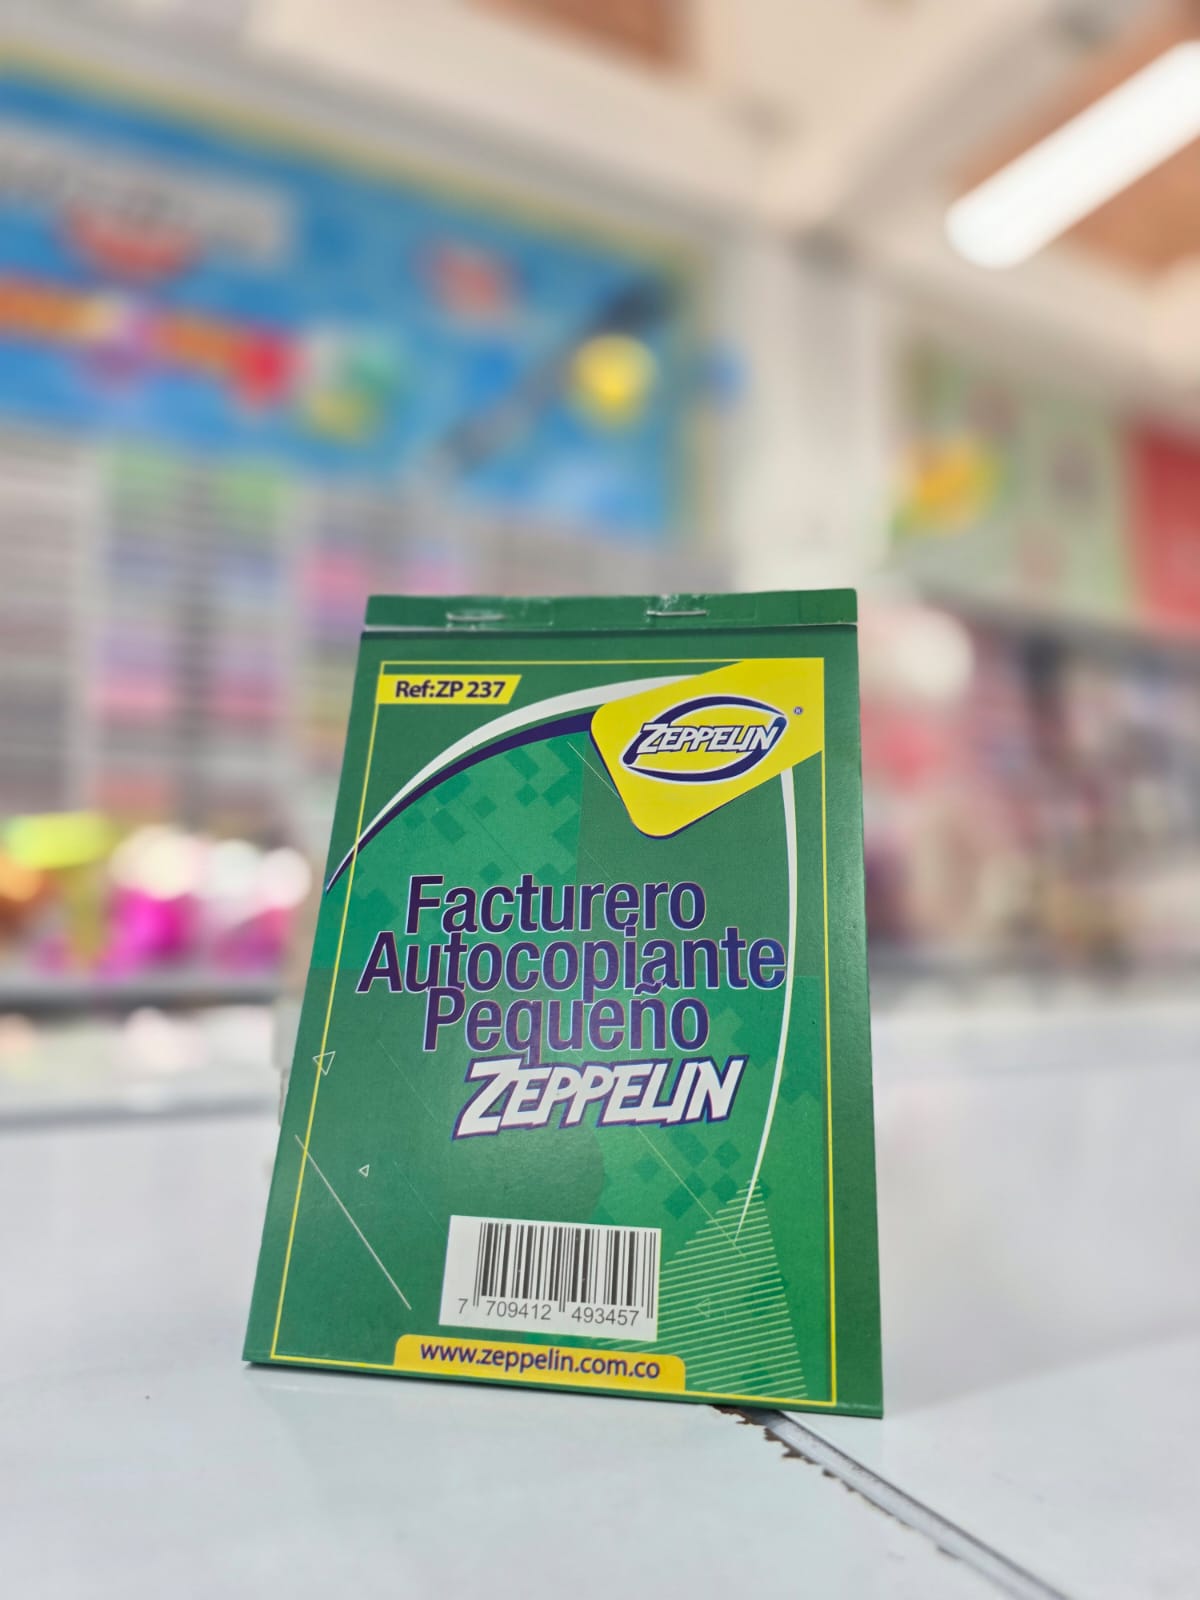 Ref:ZP 237
ZEPPELIN®
Facturero
Autocopiante
Pequeño
ZEPPELIN
7 709412 493457
www.zeppelin.com.co